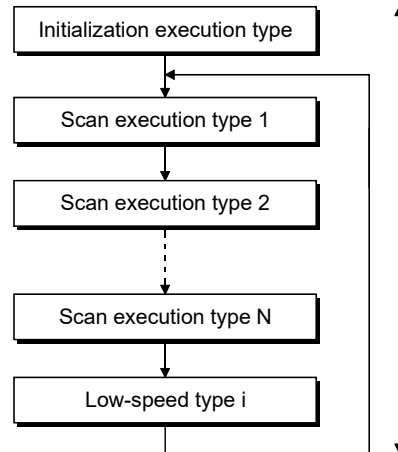 Initialization execution type
Scan execution type 1
Scan execution type 2
Scan execution type N
Low-speed type i